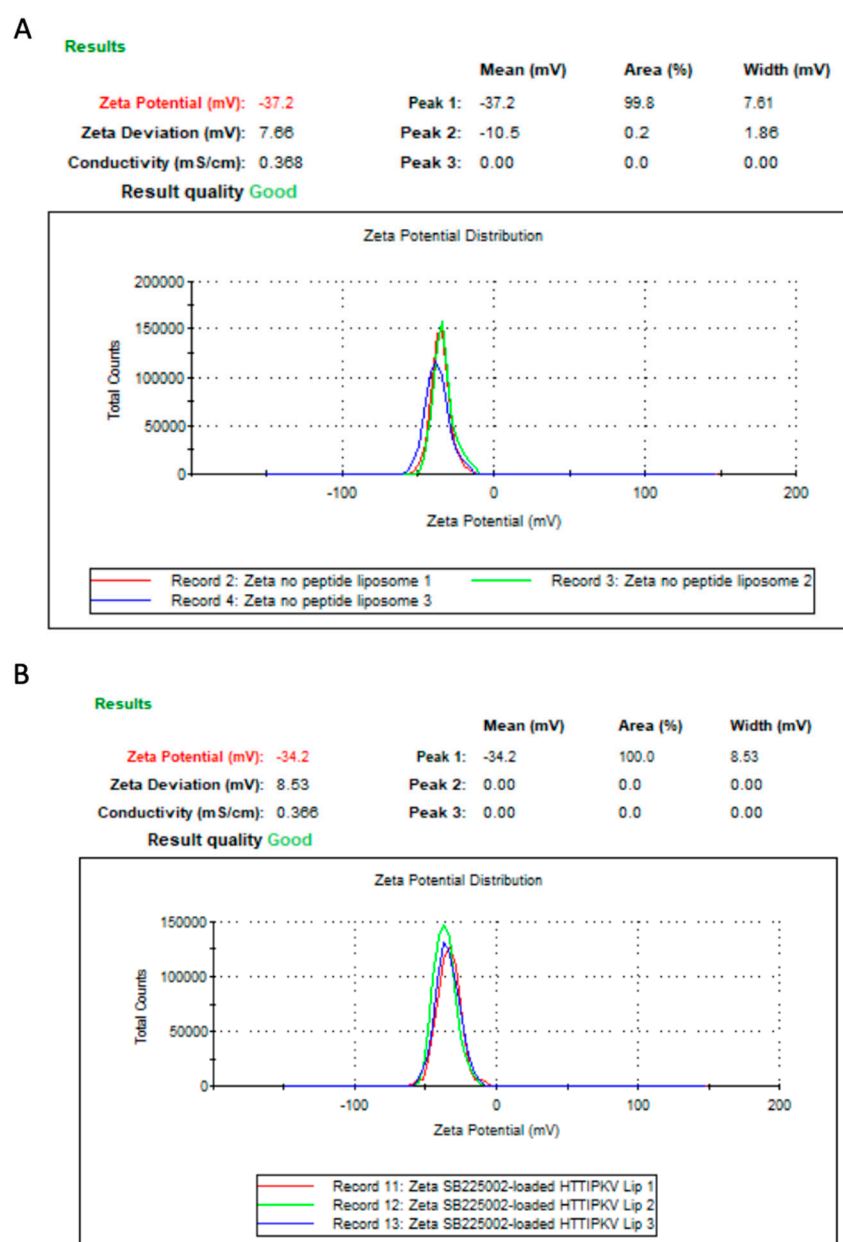 A
Results
Mean (mV) Area (%) Width (mV)
Zeta Potential (mV): -37.2 Peak 1: -37.2 99.8 7.61
Zeta Deviation (mV): 7.66 Peak 2: -10.5 0.2 1.86
Conductivity (mS/cm): 0.368 Peak 3: 0.00 0.0 0.00
Result quality Good
Zeta Potential Distribution
200000
150000
100000
50000
0
Total Counts
-100 0 100 200
Zeta Potential (mV)
Record 2: Zeta no peptide liposome 1 Record 3: Zeta no peptide liposome 2
Record 4: Zeta no peptide liposome 3
B
Results
Mean (mV) Area (%) Width (mV)
Zeta Potential (mV): -34.2 Peak 1: -34.2 100.0 8.53
Zeta Deviation (mV): 8.53 Peak 2: 0.00 0.0 0.00
Conductivity (mS/cm): 0.366 Peak 3: 0.00 0.0 0.00
Result quality Good
Zeta Potential Distribution
150000
100000
50000
0
Total Counts
-100 0 100 200
Zeta Potential (mV)
Record 11: Zeta SB225002-loaded HTTIPKV Lip 1
Record 12: Zeta SB225002-loaded HTTIPKV Lip 2
Record 13: Zeta SB225002-loaded HTTIPKV Lip 3